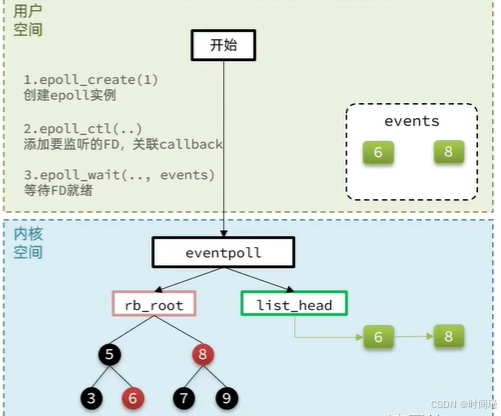 用户
空间
开始
1.epoll_create(1)
创建epoll实例
2.epoll_ctl(..)
添加要监听的FD，关联callback
3.epoll_wait(.., events)
等待FD就绪
events
6
8
内核
空间
eventpoll
rb_root
list_head
6
8
5
8
3
6
7
9
CSDN